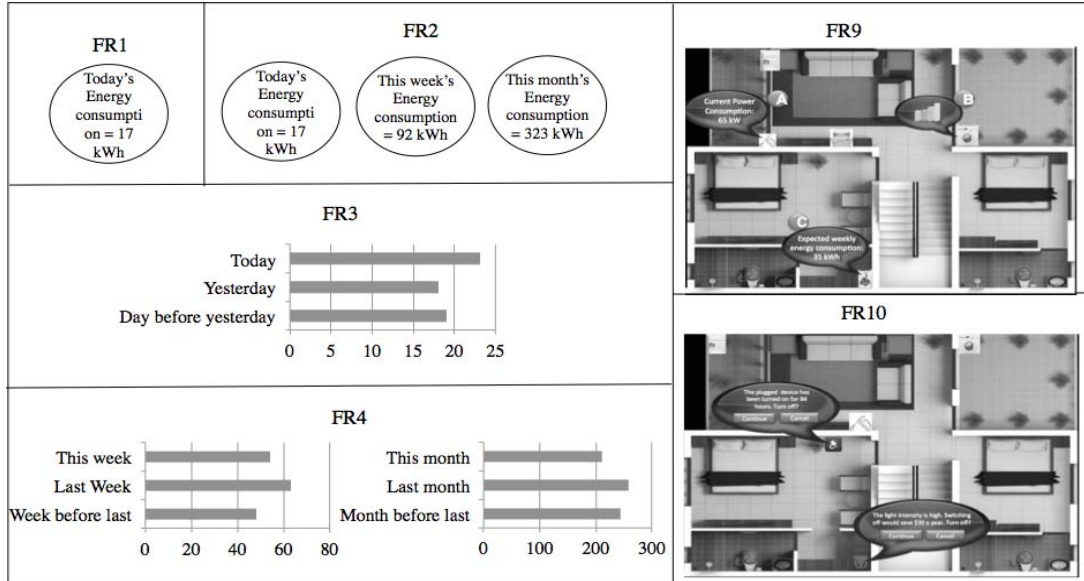 FR1
Today's
Energy
consumpti
on = 17
kWh
FR2
Today's
Energy
consumpti
on = 17
kWh
This week's
Energy
consumption
= 92 kWh
This month's
Energy
consumption
= 323 kWh
FR3
Today
Yesterday
Day before yesterday
0 5 10 15 20 25
FR4
This week
Last Week
Week before last
0 20 40 60 80
This month
Last month
Month before last
0 100 200 300
FR9
A
B
Current Power
Consumption:
65 kW
C
Expected weekly
energy consumption:
35 kWh
FR10
The plugged device has
been turned on for 84
hours. Turn off?
Continue Cancel
The light intensity is high. Switching
off would save $30 a year. Turn off?
Continue Cancel